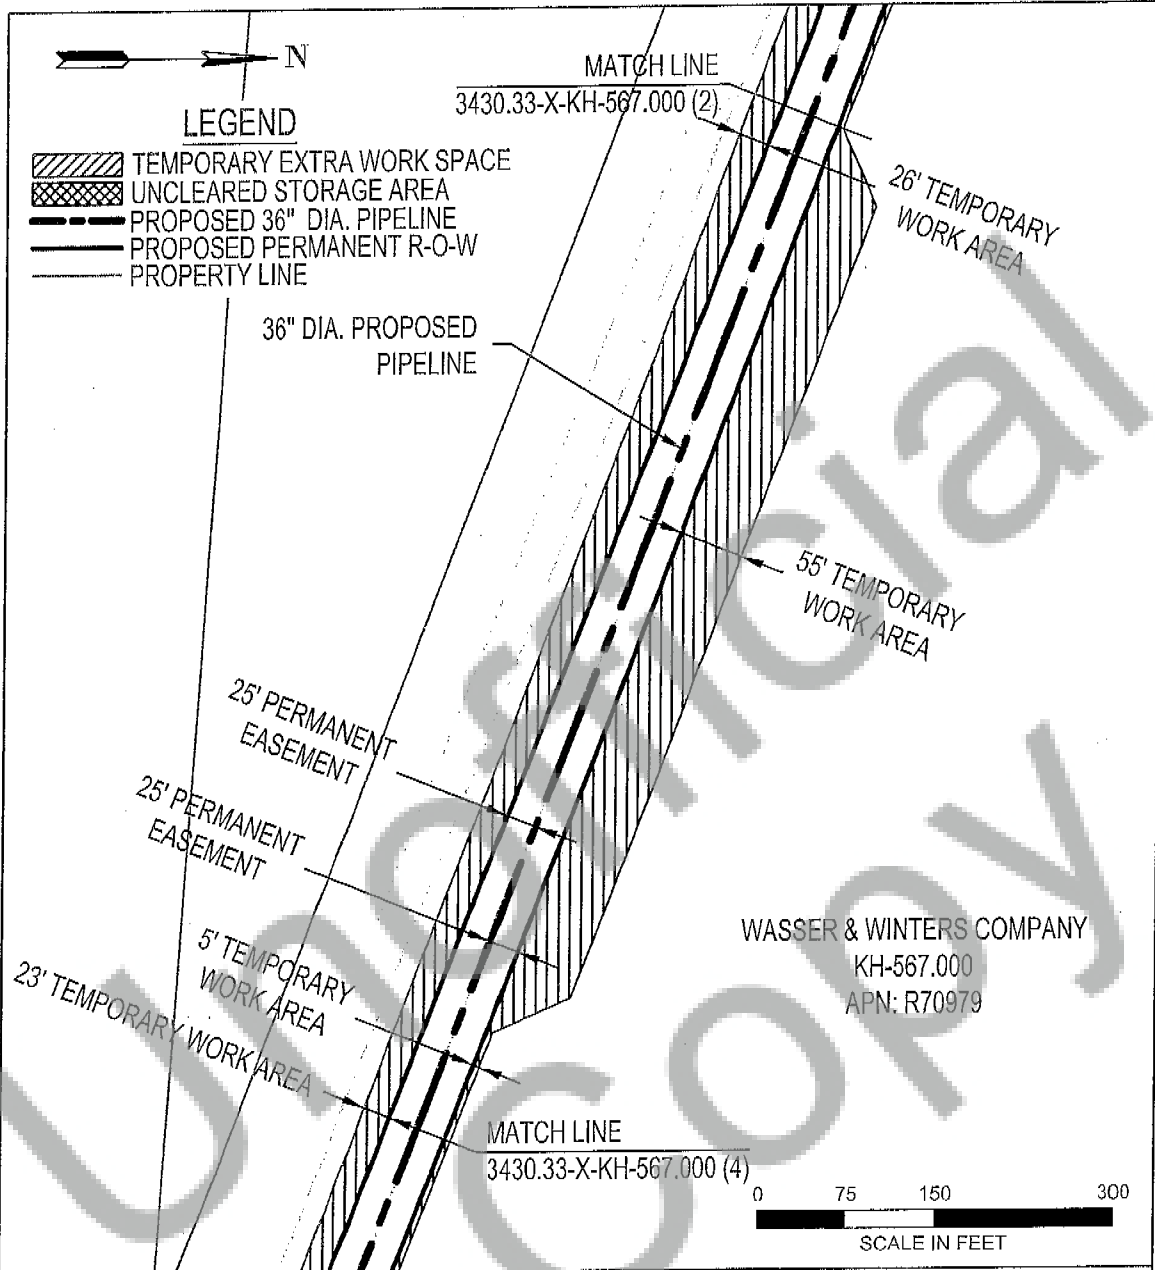 N
MATCH LINE
3430.33-X-KH-567.000 (2)
LEGEND
TEMPORARY EXTRA WORK SPACE
UNCLEARED STORAGE AREA
PROPOSED 36" DIA. PIPELINE
PROPOSED PERMANENT R-O-W
PROPERTY LINE
26' TEMPORARY
WORK AREA
36" DIA. PROPOSED
PIPELINE
55' TEMPORARY
WORK AREA
25' PERMANENT
EASEMENT
25' PERMANENT
EASEMENT
5' TEMPORARY
WORK AREA
23' TEMPORARY WORK AREA
WASSER & WINTERS COMPANY
KH-567.000
APN: R70979
MATCH LINE
3430.33-X-KH-567.000 (4)
0 75 150 300
SCALE IN FEET
Unofficial
Copy